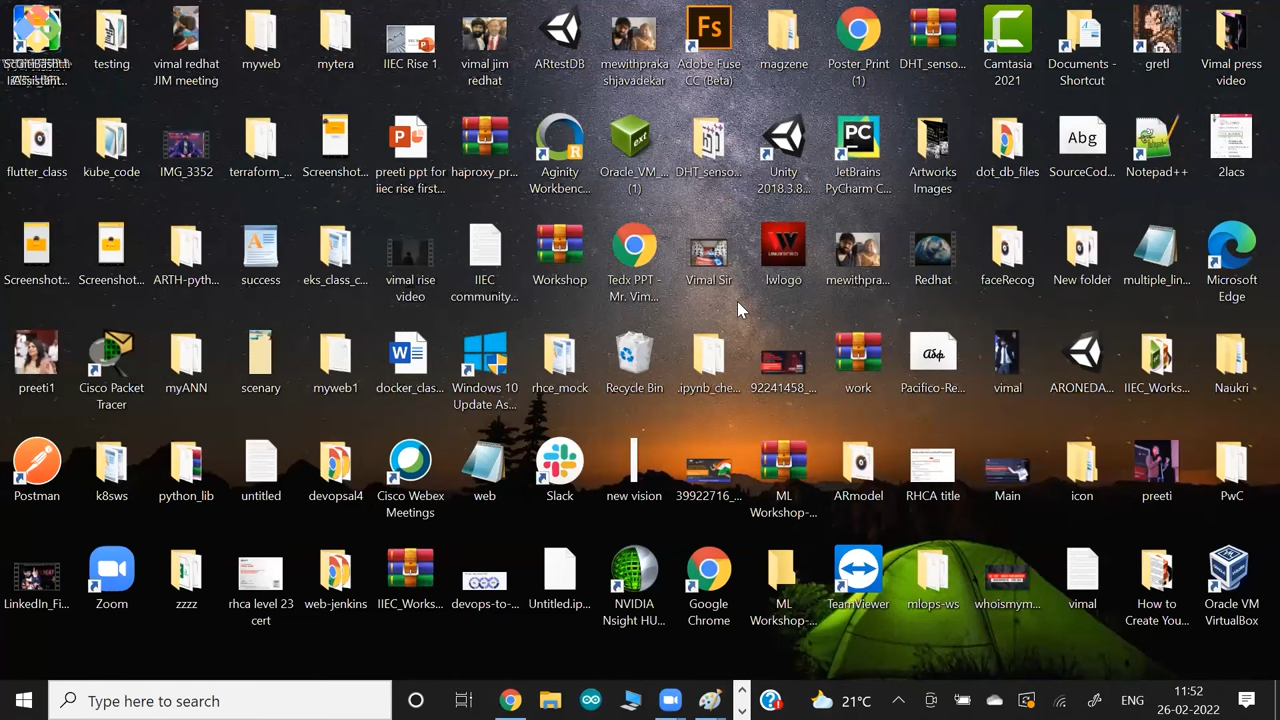 testing
vimal redhat JIM meeting
myweb
mytera
IIEC Rise 1
vimal jim redhat
ARtestDB
mewithpraka shjavadekar
Fs
Adobe Fuse CC (Beta)
magzene
Poster_Print (1)
DHT_senso...
Camtasia 2021
Documents - Shortcut
gretl
Vimal press video
flutter_class
kube_code
IMG_3352
terraform_...
Screenshot...
preeti ppt for iiec rise first...
haproxy_pr...
Aginity Workbenc...
Oracle_VM_... (1)
DHT_senso...
Unity 2018.3.8...
PC
JetBrains PyCharm C...
Artworks Images
dot_db_files
Abg
SourceCod...
Notepad++
2lacs
Screenshot...
Screenshot...
ARTH-pyth...
success
eks_class_c...
vimal rise video
IIEC community...
Workshop
Tedx PPT - Mr. Vim...
Vimal Sir
lwlogo
mewithpra...
Redhat
faceRecog
New folder
multiple_lin...
Microsoft Edge
preeti1
Cisco Packet Tracer
myANN
scenary
myweb1
docker_clas...
Windows 10 Update As...
rhce_mock
Recycle Bin
.ipynb_che...
92241458_...
work
Pacifico-Re...
vimal
ARONEDA...
IIEC_Works...
Naukri
Postman
k8sws
python_lib
untitled
devopsal4
Cisco Webex Meetings
web
Slack
new vision
39922716_...
ML Workshop-...
ARmodel
RHCA title
Main
icon
preeti
PwC
LinkedIn_Fi...
Zoom
zzzz
rhca level 23 cert
web-jenkins
IIEC_Works...
devops-to-...
Untitled.ip...
NVIDIA Nsight HU...
Google Chrome
ML Workshop-...
TeamViewer
mlops-ws
whoismym...
vimal
How to Create You...
Oracle VM VirtualBox
Type here to search
21°C
ENG
11:52
26-02-2022